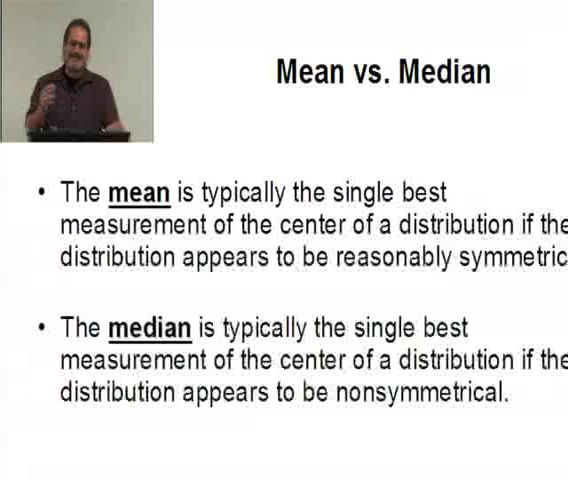 Mean vs. Median
• The mean is typically the single best
measurement of the center of a distribution if the
distribution appears to be reasonably symmetric
• The median is typically the single best
measurement of the center of a distribution if the
distribution appears to be nonsymmetrical.